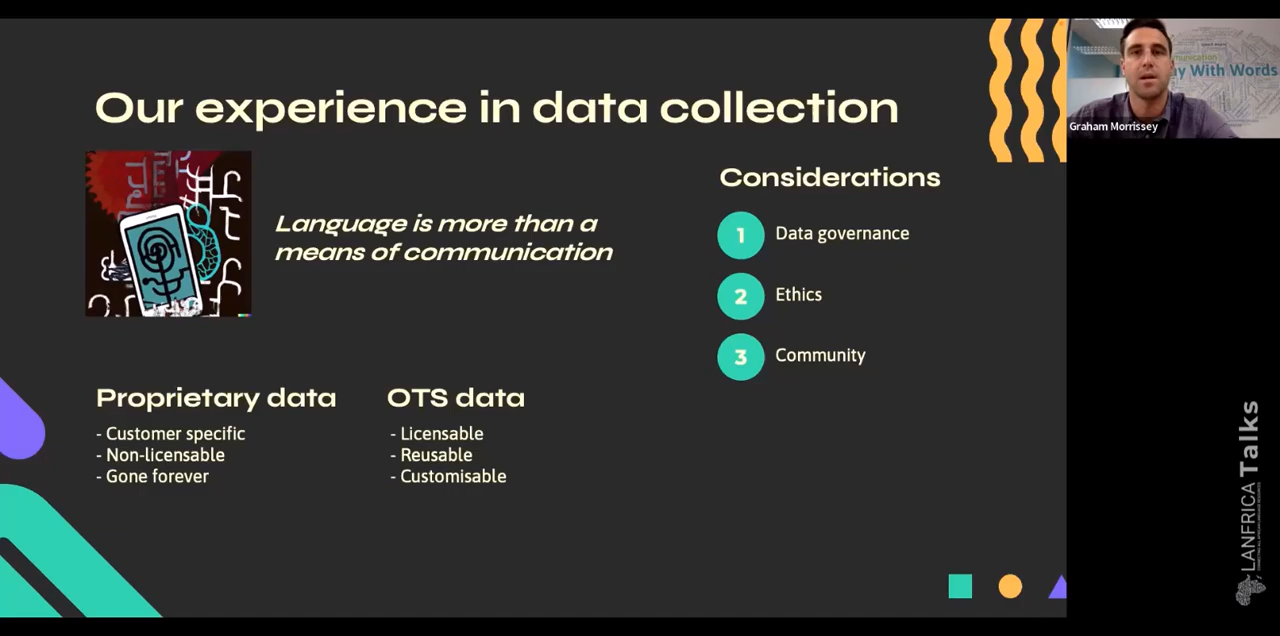 Our experience in data collection
Language is more than a
means of communication
Considerations
1 Data governance
2 Ethics
3 Community
Proprietary data
- Customer specific
- Non-licensable
- Gone forever
OTS data
- Licensable
- Reusable
- Customisable
Graham Morrissey
With Words
LANFRICA Talks